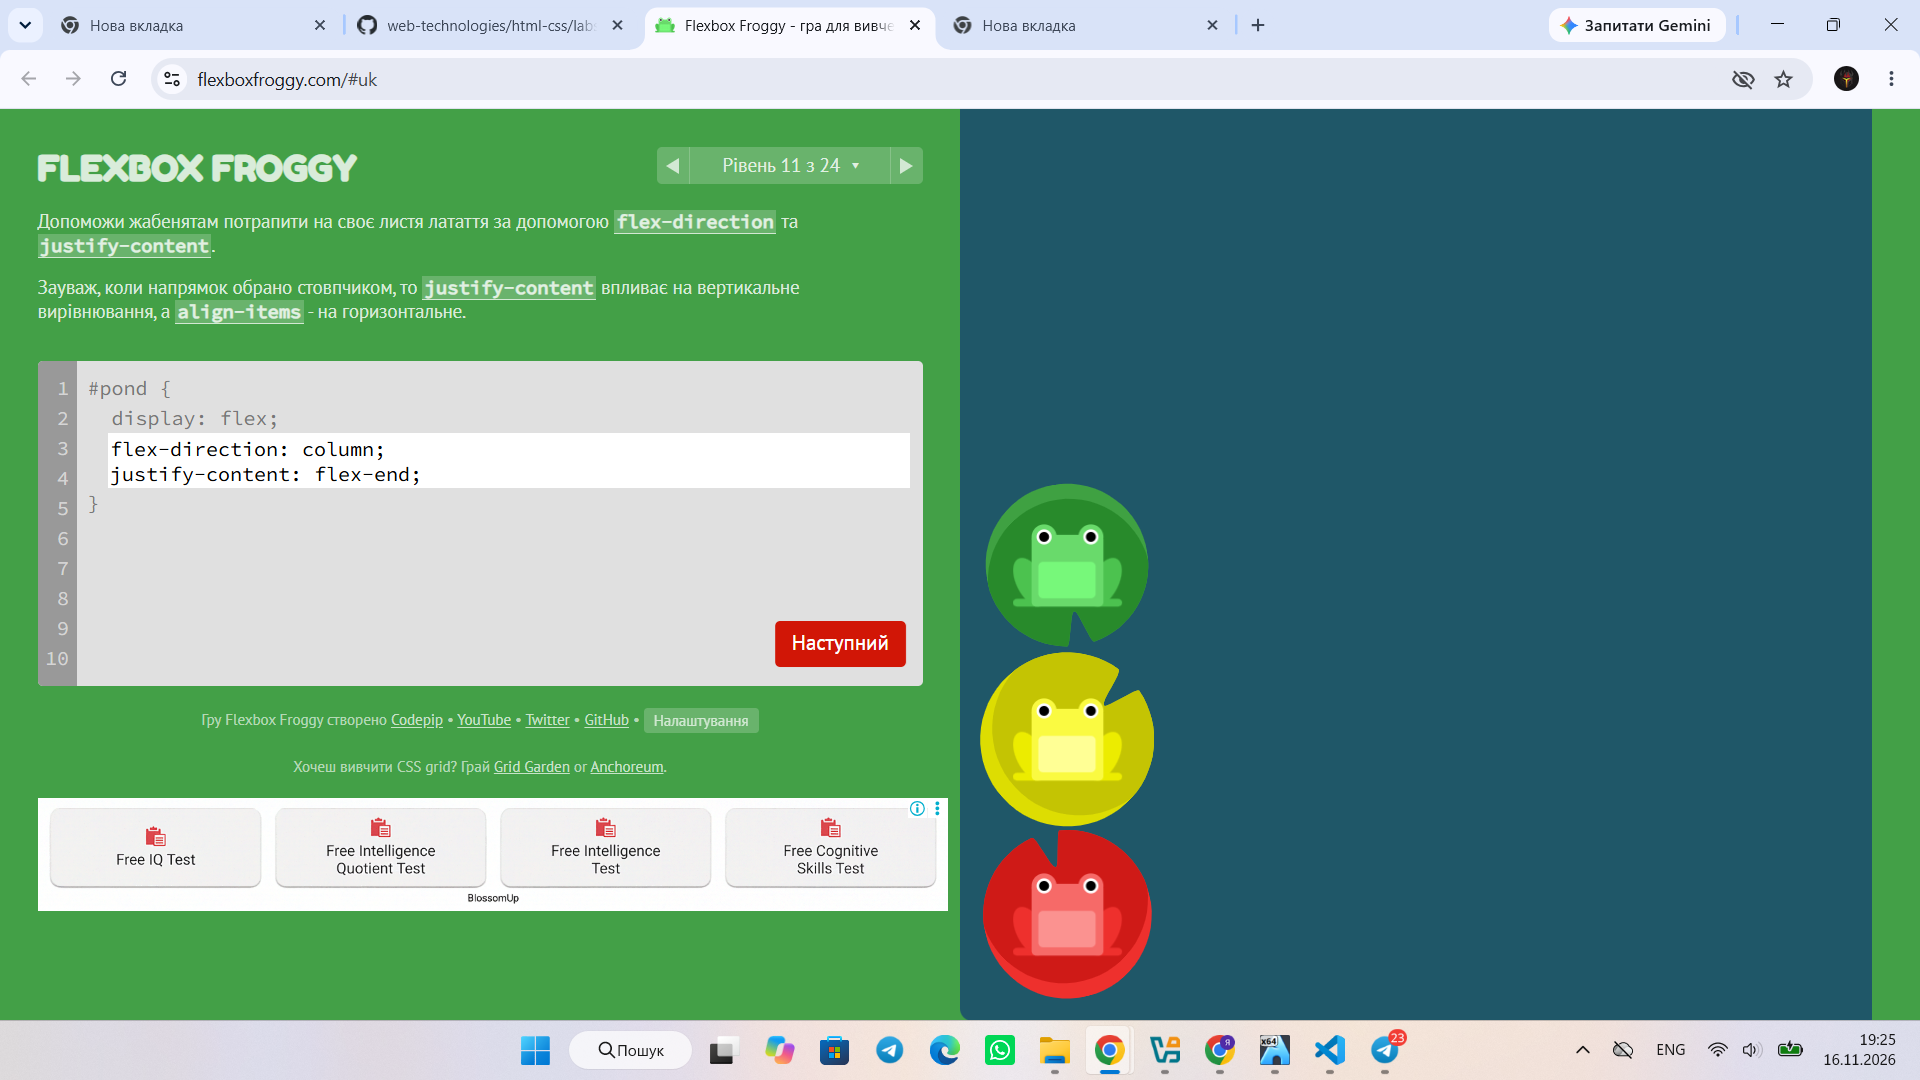 Нова вкладка
web-technologies/html-css/lab
Flexbox Froggy - гра для вивче
Нова вкладка
Запитати Gemini
flexboxfroggy.com/#uk
FLEXBOX FROGGY
Рівень 11 з 24
Допоможи жабенятам потрапити на своє листя латаття за допомогою flex-direction та
justify-content.
Зауваж, коли напрямок обрано стовпчиком, то justify-content впливає на вертикальне
вирівнювання, а align-items - на горизонтальне.
1 #pond {
2 display: flex;
3 flex-direction: column;
4 justify-content: flex-end;
5 }
6
7
8
9
10
Наступний
Гру Flexbox Froggy створено Codepip • YouTube • Twitter • GitHub • Налаштування
Хочеш вивчити CSS grid? Грай Grid Garden or Anchoreum.
Free IQ Test
Free Intelligence
Quotient Test
Free Intelligence
Test
Free Cognitive
Skills Test
BlossomUp
Пошук
x64
Я
23
ENG
19:25
16.11.2026